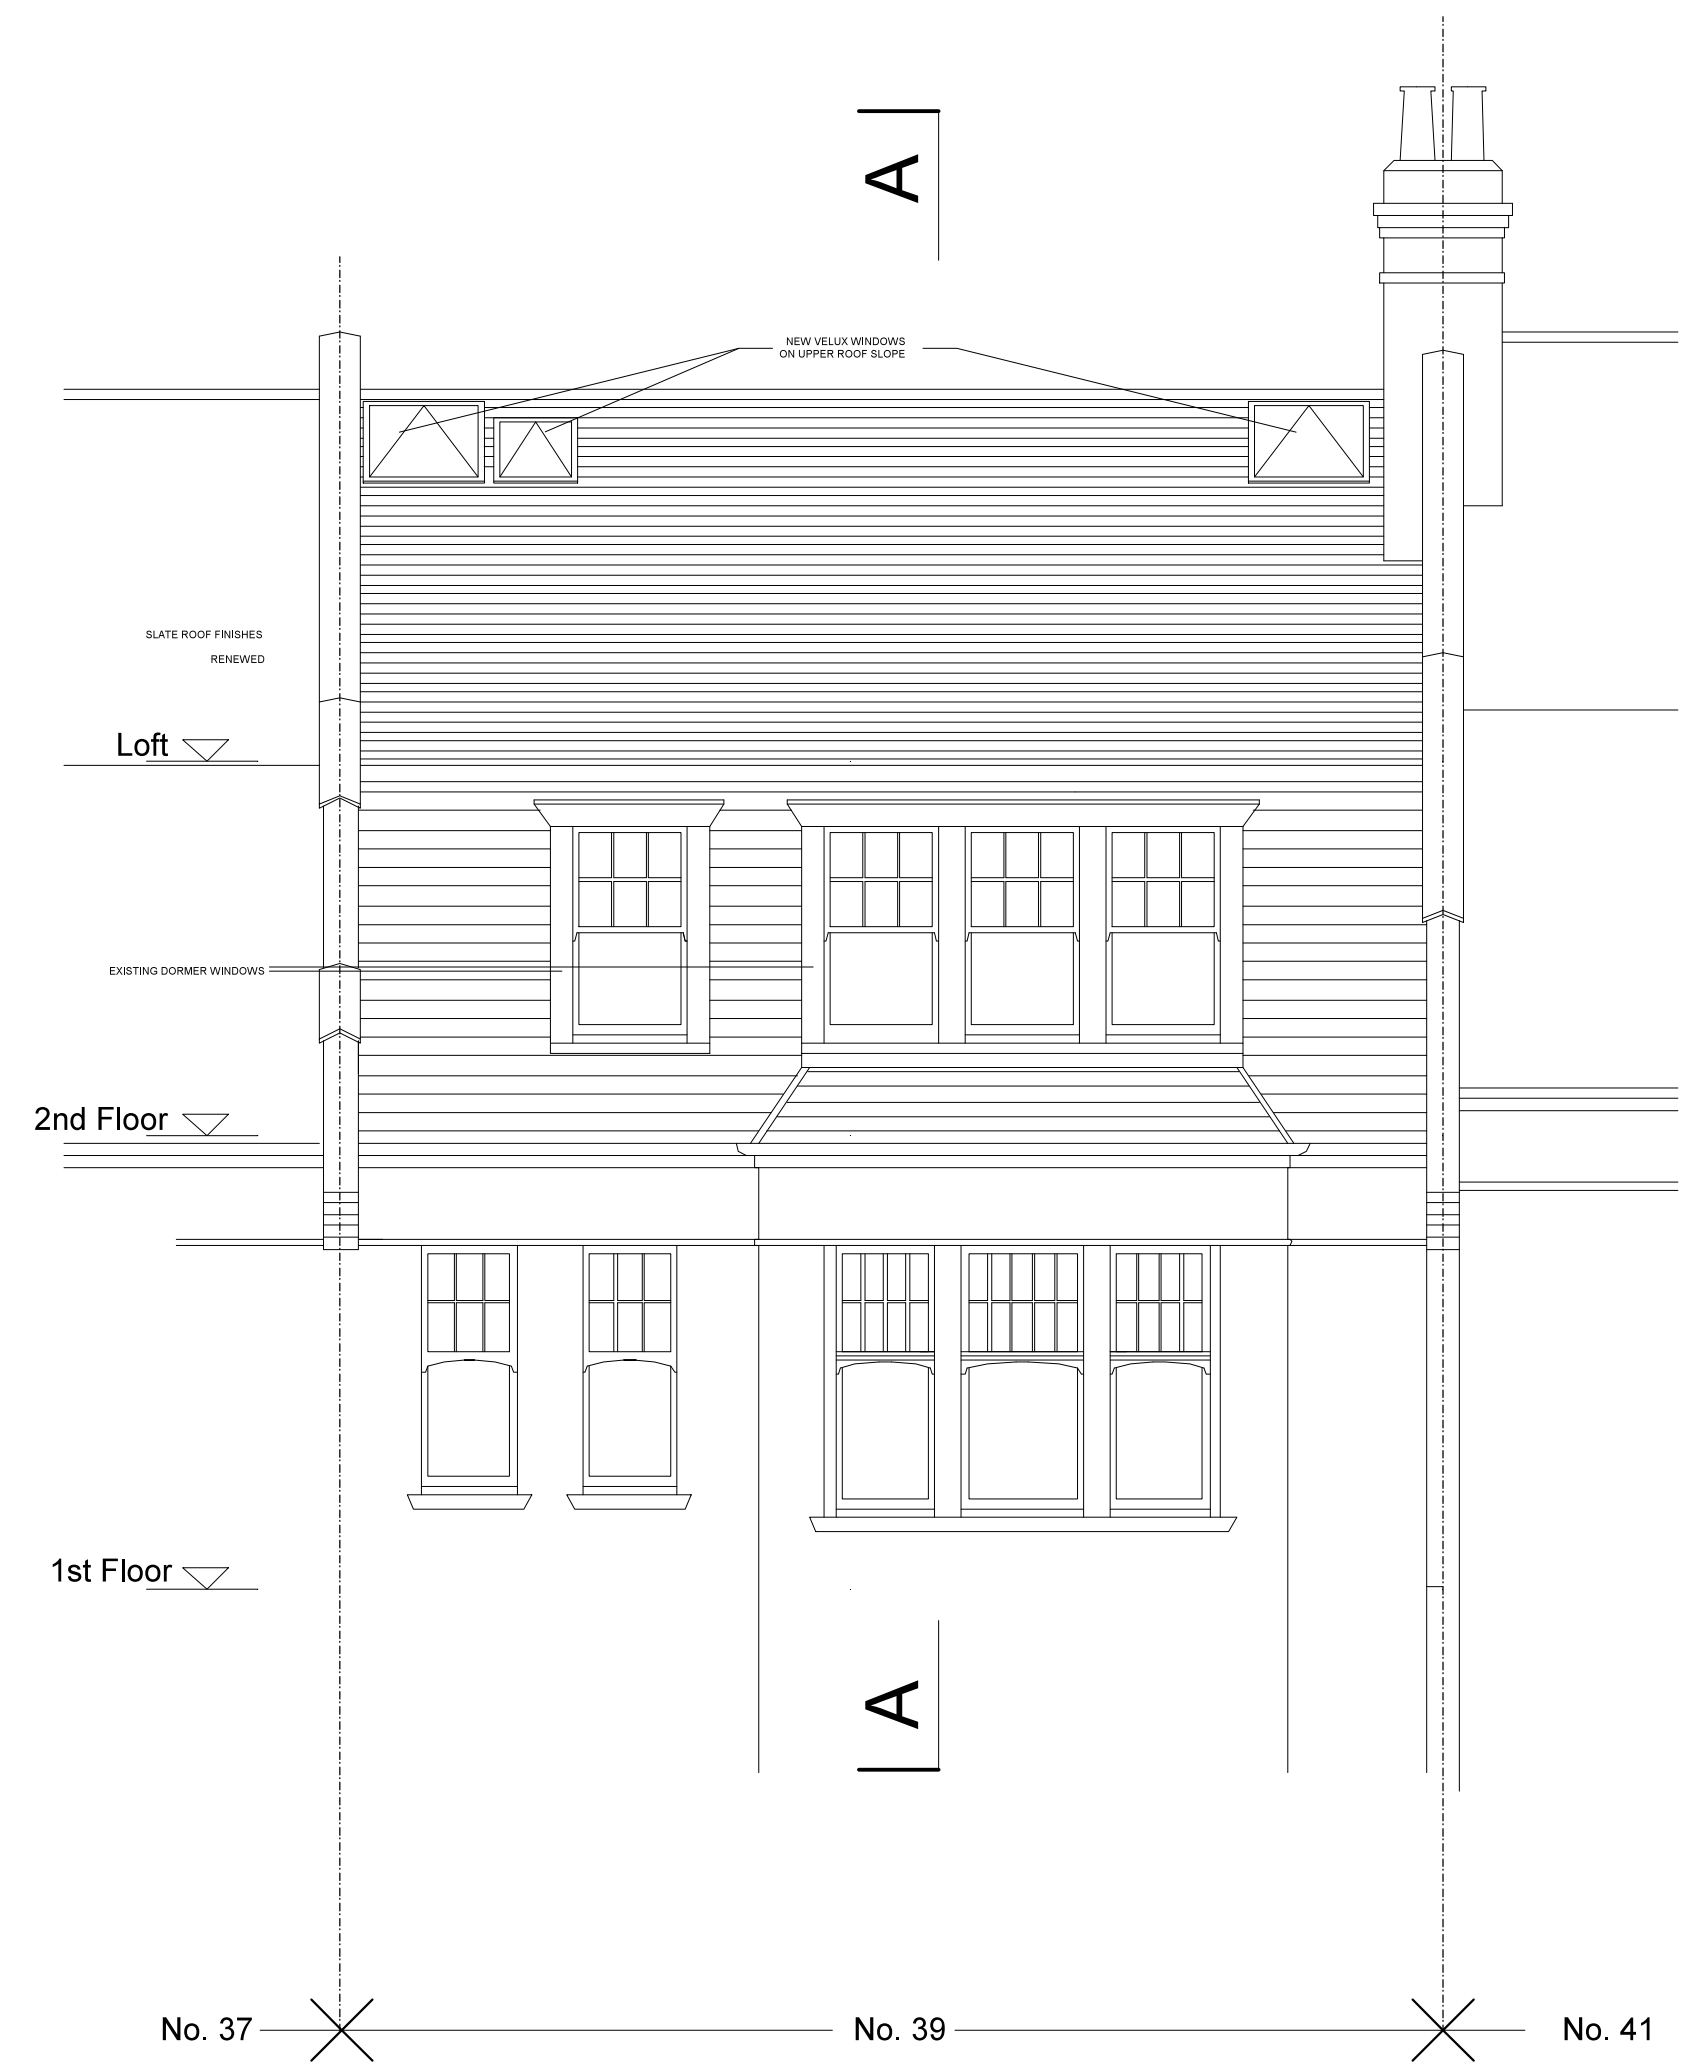 A
NEW VELUX WINDOWS
ON UPPER ROOF SLOPE
SLATE ROOF FINISHES
RENEWED
Loft
EXISTING DORMER WINDOWS
2nd Floor
1st Floor
A
No. 37
No. 39
No. 41